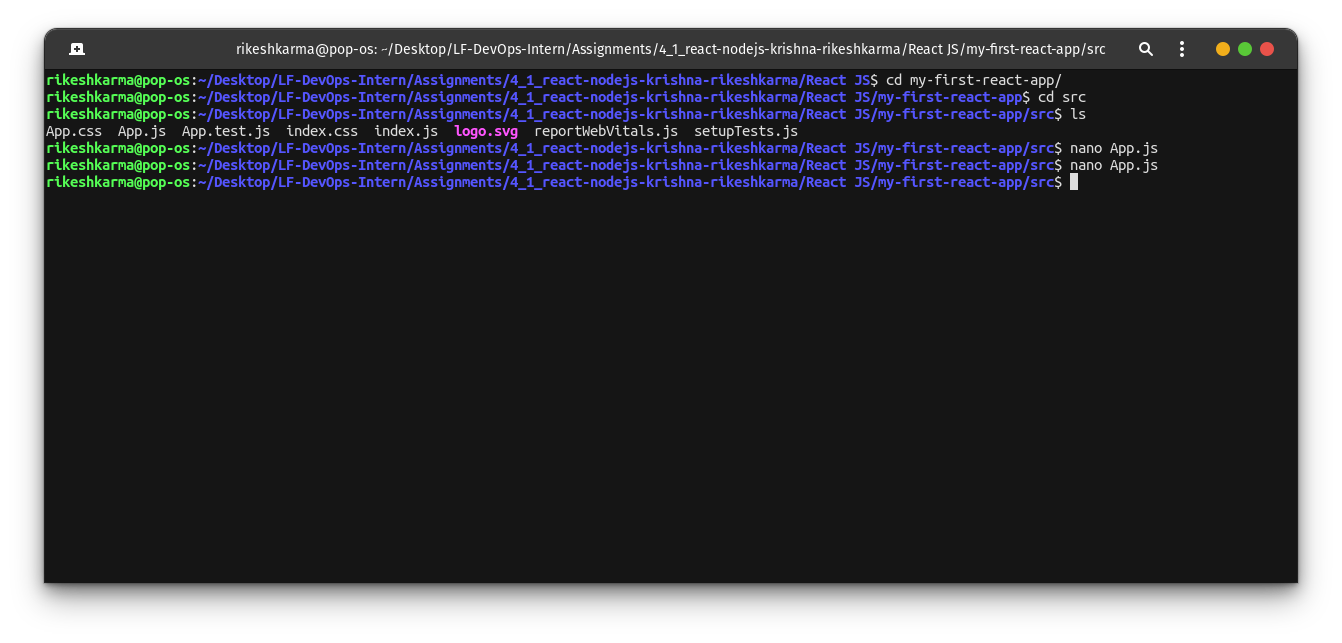 rikeshkarma@pop-os: ~/Desktop/LF-DevOps-Intern/Assignments/4_1_react-nodejs-krishna-rikeshkarma/React JS/my-first-react-app/src
rikeshkarma@pop-os:~/Desktop/LF-DevOps-Intern/Assignments/4_1_react-nodejs-krishna-rikeshkarma/React JS$ cd my-first-react-app/
rikeshkarma@pop-os:~/Desktop/LF-DevOps-Intern/Assignments/4_1_react-nodejs-krishna-rikeshkarma/React JS/my-first-react-app$ cd src
rikeshkarma@pop-os:~/Desktop/LF-DevOps-Intern/Assignments/4_1_react-nodejs-krishna-rikeshkarma/React JS/my-first-react-app/src$ ls
App.css  App.js  App.test.js  index.css  index.js  logo.svg  reportWebVitals.js  setupTests.js
rikeshkarma@pop-os:~/Desktop/LF-DevOps-Intern/Assignments/4_1_react-nodejs-krishna-rikeshkarma/React JS/my-first-react-app/src$ nano App.js
rikeshkarma@pop-os:~/Desktop/LF-DevOps-Intern/Assignments/4_1_react-nodejs-krishna-rikeshkarma/React JS/my-first-react-app/src$ nano App.js
rikeshkarma@pop-os:~/Desktop/LF-DevOps-Intern/Assignments/4_1_react-nodejs-krishna-rikeshkarma/React JS/my-first-react-app/src$